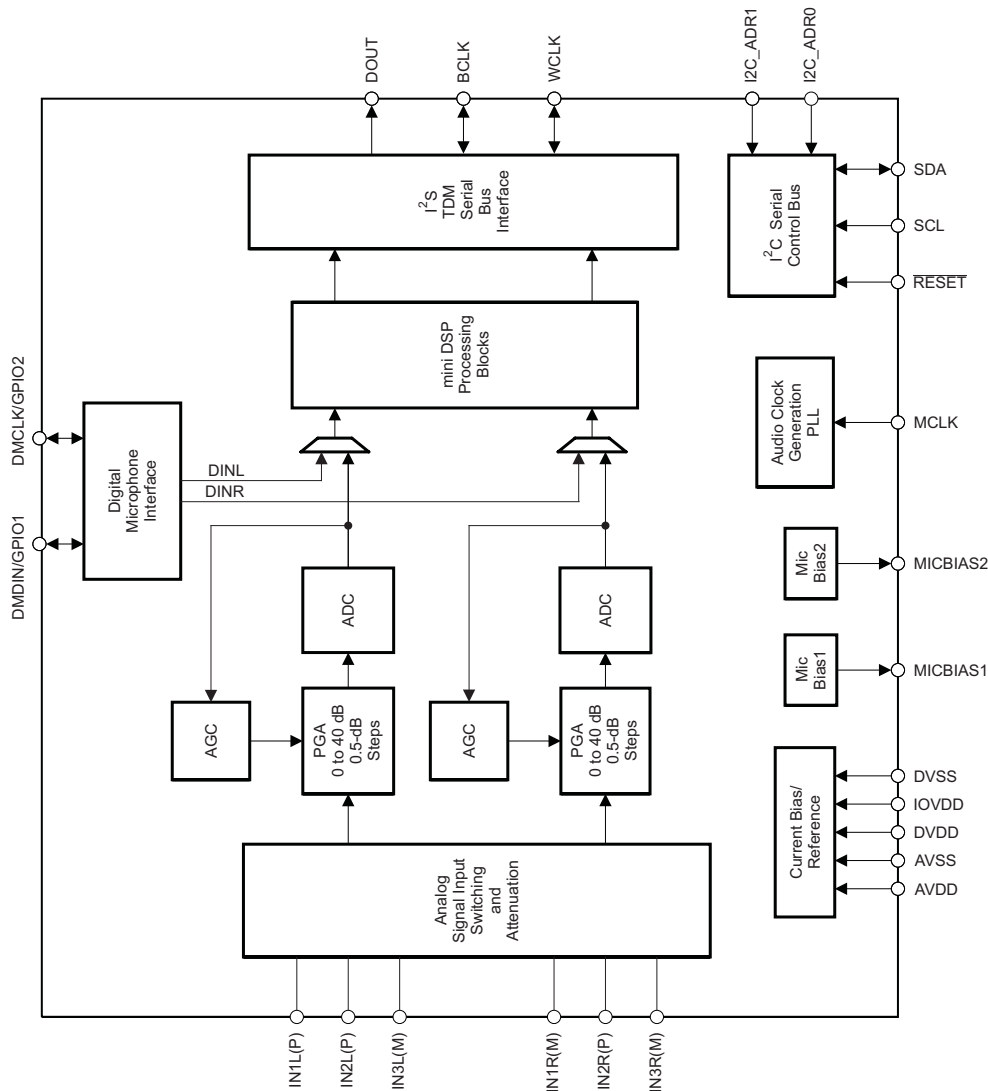 DOUT
BCLK
WCLK
I2C_ADR1
I2C_ADR0
I²S
TDM
Serial
Bus
Interface
I²C Serial
Control Bus
SDA
SCL
RESET
mini DSP
Processing
Blocks
DMCLK/GPIO2
DMDIN/GPIO1
Digital
Microphone
Interface
DINL
DINR
Audio Clock
Generation
PLL
MCLK
ADC
ADC
Mic
Bias2
MICBIAS2
Mic
Bias1
MICBIAS1
AGC
PGA
0 to 40 dB
0.5-dB
Steps
AGC
PGA
0 to 40 dB
0.5-dB
Steps
Current Bias/
Reference
DVSS
IOVDD
DVDD
AVSS
AVDD
Analog
Signal Input
Switching
and
Attenuation
IN1L(P)
IN2L(P)
IN3L(M)
IN1R(M)
IN2R(P)
IN3R(M)